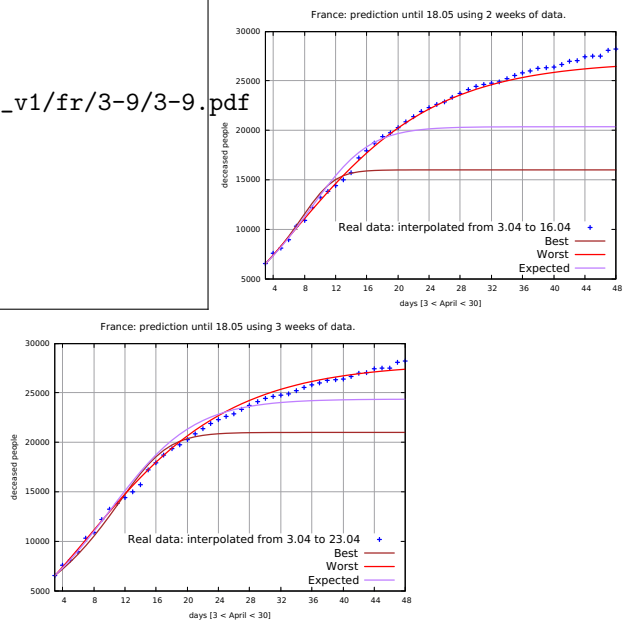 _v1/fr/3-9/3-9.pdf
France: prediction until 18.05 using 2 weeks of data.
30000
25000
20000
15000
10000
5000
deceased people
Real data: interpolated from 3.04 to 16.04
Best
Worst
Expected
4 8 12 16 20 24 28 32 36 40 44 48
days [3 < April < 30]
France: prediction until 18.05 using 3 weeks of data.
30000
25000
20000
15000
10000
5000
deceased people
Real data: interpolated from 3.04 to 23.04
Best
Worst
Expected
4 8 12 16 20 24 28 32 36 40 44 48
days [3 < April < 30]